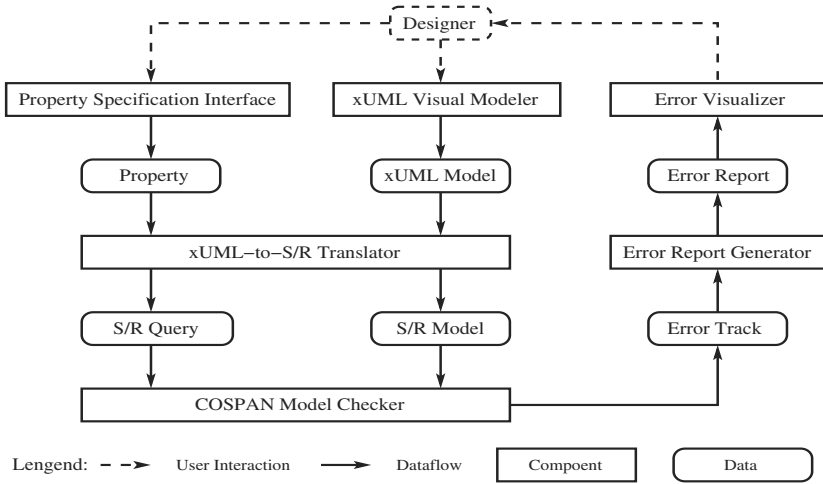 Designer
Property Specification Interface
xUML Visual Modeler
Error Visualizer
Property
xUML Model
Error Report
xUML−to−S/R Translator
Error Report Generator
S/R Query
S/R Model
Error Track
COSPAN Model Checker
Lengend:
User Interaction
Dataflow
Compoent
Data